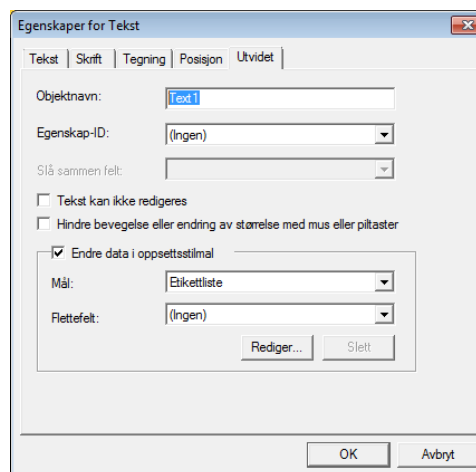 Egenskaper for Tekst
Tekst Skrift Tegning Posisjon Utvidet
Objektnavn: Text1
Egenskap-ID: (Ingen)
Slå sammen felt:
Tekst kan ikke redigeres
Hindre bevegelse eller endring av størrelse med mus eller piltaster
Endre data i oppsettsstilmal
Mål: Etikettliste
Flettefelt: (Ingen)
Rediger... Slett
OK Avbryt